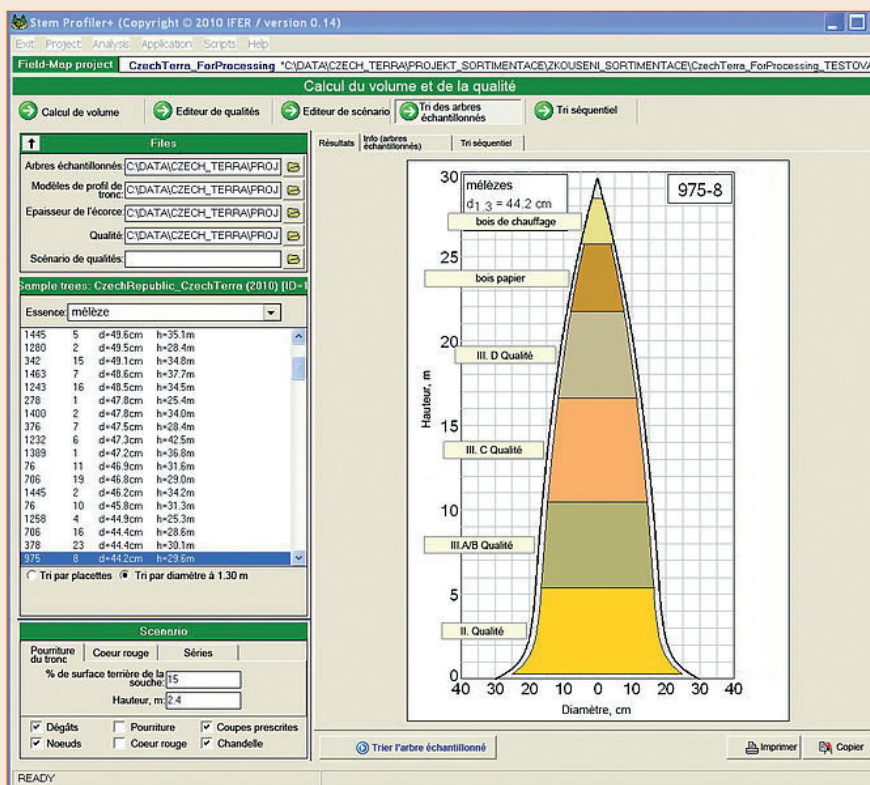 Stem Profiler+ (Copyright © 2010 IFER / version 0.14)
Exit Project Analysis Application Scripts Help
Field-Map project CzechTerra_ForProcessing "C:\DATA\CZECH_TERRA\PROJEKT_SORTIMENTACE\ZKOUSENI_SORTIMENTACE\CzechTerra_ForProcessing_TESTOVA
Calcul du volume et de la qualité
Calcul de volume Editeur de qualités Editeur de scénario Tri des arbres échantillonnés Tri séquentiel
Files
Arbres échantillonnés: C:\DATA\CZECH_TERRA\PROJ
Modèles de profil de tronc: C:\DATA\CZECH_TERRA\PROJ
Epaisseur de l'écorce: C:\DATA\CZECH_TERRA\PROJ
Qualité: C:\DATA\CZECH_TERRA\PROJ
Scénario de qualités:
Sample trees: CzechRepublic_CzechTerra (2010) [ID=
Essence: mélèze
1445 5 d=49.6cm h=35.1m
1280 2 d=49.5cm h=28.4m
342 15 d=49.1cm h=34.8m
1463 7 d=48.6cm h=37.7m
1243 16 d=48.5cm h=34.5m
278 1 d=47.8cm h=25.4m
1400 2 d=47.8cm h=34.0m
376 7 d=47.5cm h=28.4m
1232 6 d=47.3cm h=42.5m
1389 1 d=47.2cm h=36.8m
76 11 d=46.9cm h=31.6m
706 19 d=46.8cm h=29.0m
1445 2 d=46.2cm h=34.2m
76 10 d=45.8cm h=31.3m
1258 4 d=44.9cm h=25.3m
706 16 d=44.4cm h=28.6m
378 23 d=44.4cm h=30.1m
975 8 d=44.2cm h=29.6m
Tri par placettes Tri par diamètre à 1.30 m
Scenario
Pourriture du tronc Coeur rouge Séries
% de surface terrière de la souche: 15
Hauteur, m: 2.4
Dégâts Pourriture Coupes prescrites
Noeuds Coeur rouge Chandelle
READY
Résultats Info (arbres échantillonnés) Tri séquentiel
mélèzes
d1.3 = 44.2 cm
975-8
bois de chauffage
bois papier
III. D Qualité
III. C Qualité
III.A/B Qualité
II. Qualité
Hauteur, m
30
25
20
15
10
5
0
40 30 20 10 0 10 20 30 40
Diamètre, cm
Trier l'arbre échantillonné
Imprimer Copier